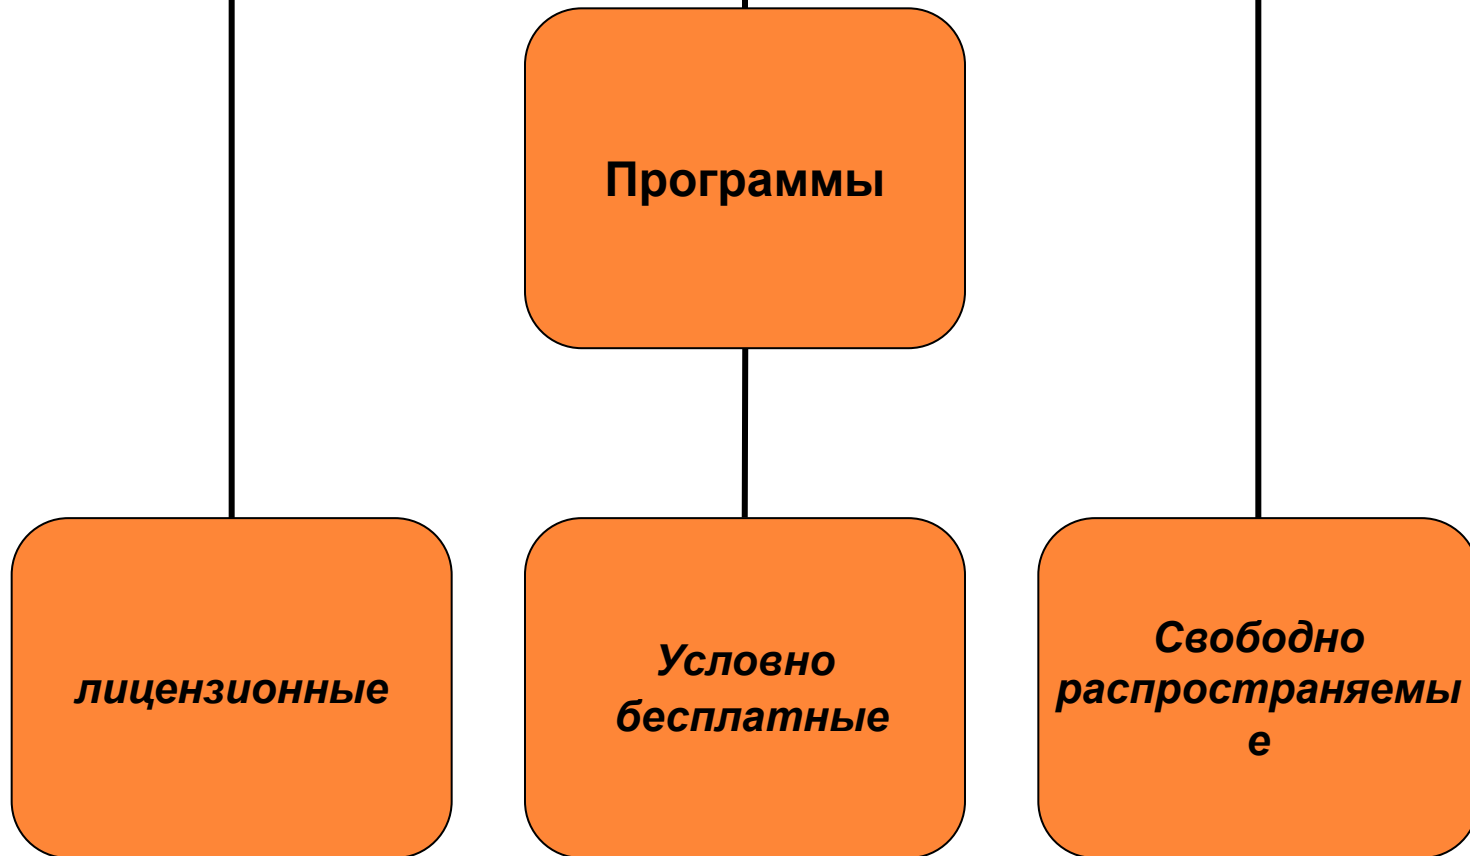 Программы
лицензионные
Условно
бесплатные
Свободно
распространяемы
е